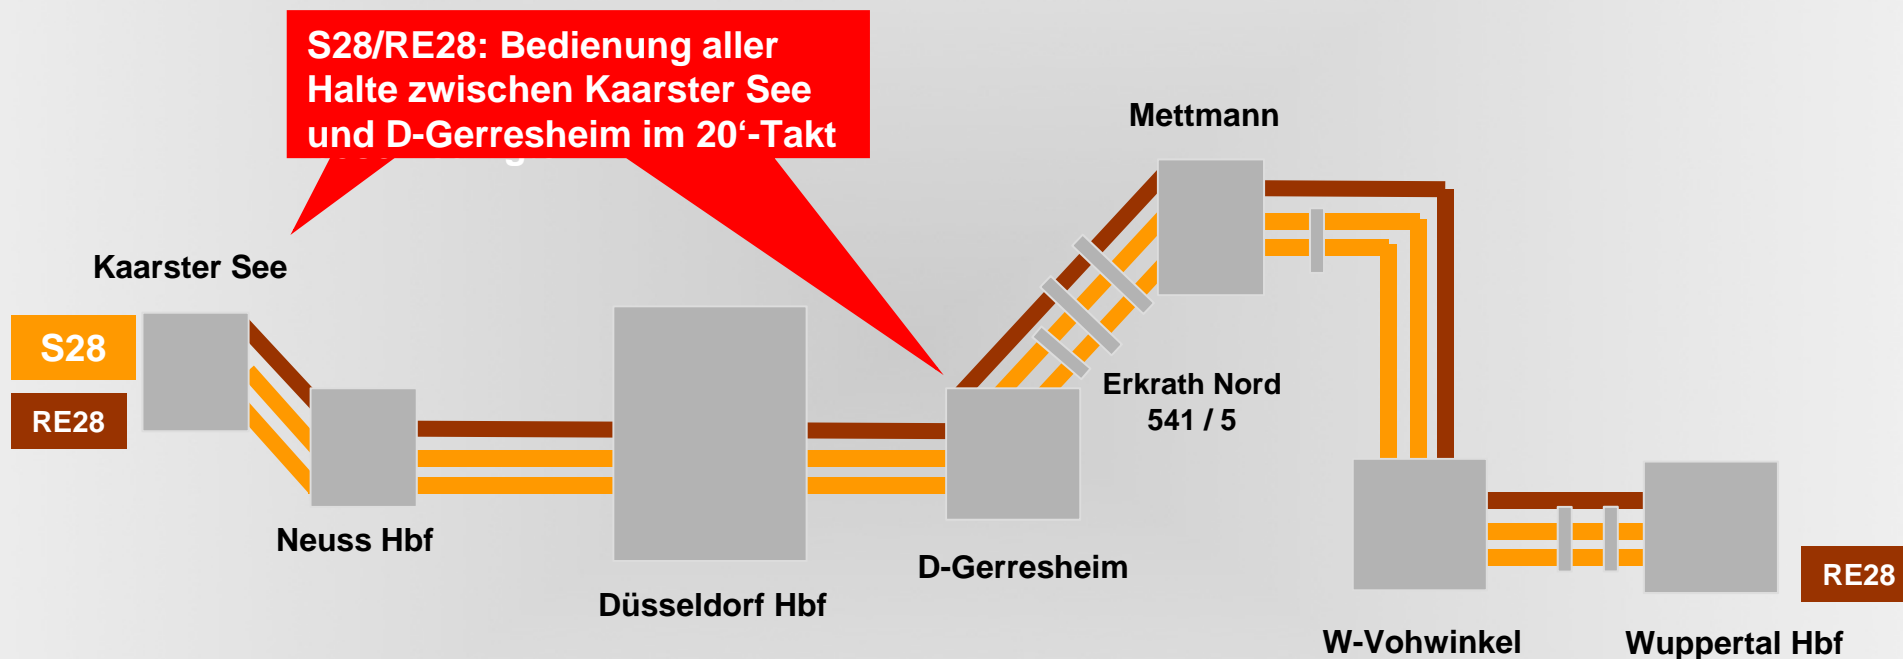 S28/RE28: Bedienung aller
Halte zwischen Kaarster See
und D-Gerresheim im 20‘-Takt
Mettmann
Kaarster See
S28
RE28
Erkrath Nord
541 / 5
Neuss Hbf
D-Gerresheim
Düsseldorf Hbf
RE28
W-Vohwinkel
Wuppertal Hbf